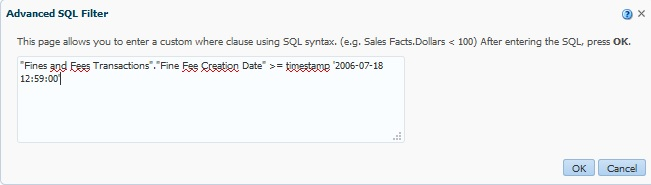 Advanced SQL Filter
This page allows you to enter a custom where clause using SQL syntax. (e.g. Sales Facts.Dollars < 100) After entering the SQL, press OK.
"Fines and Fees Transactions"."Fine Fee Creation Date" >= timestamp '2006-07-18
12:59:00'
OK Cancel